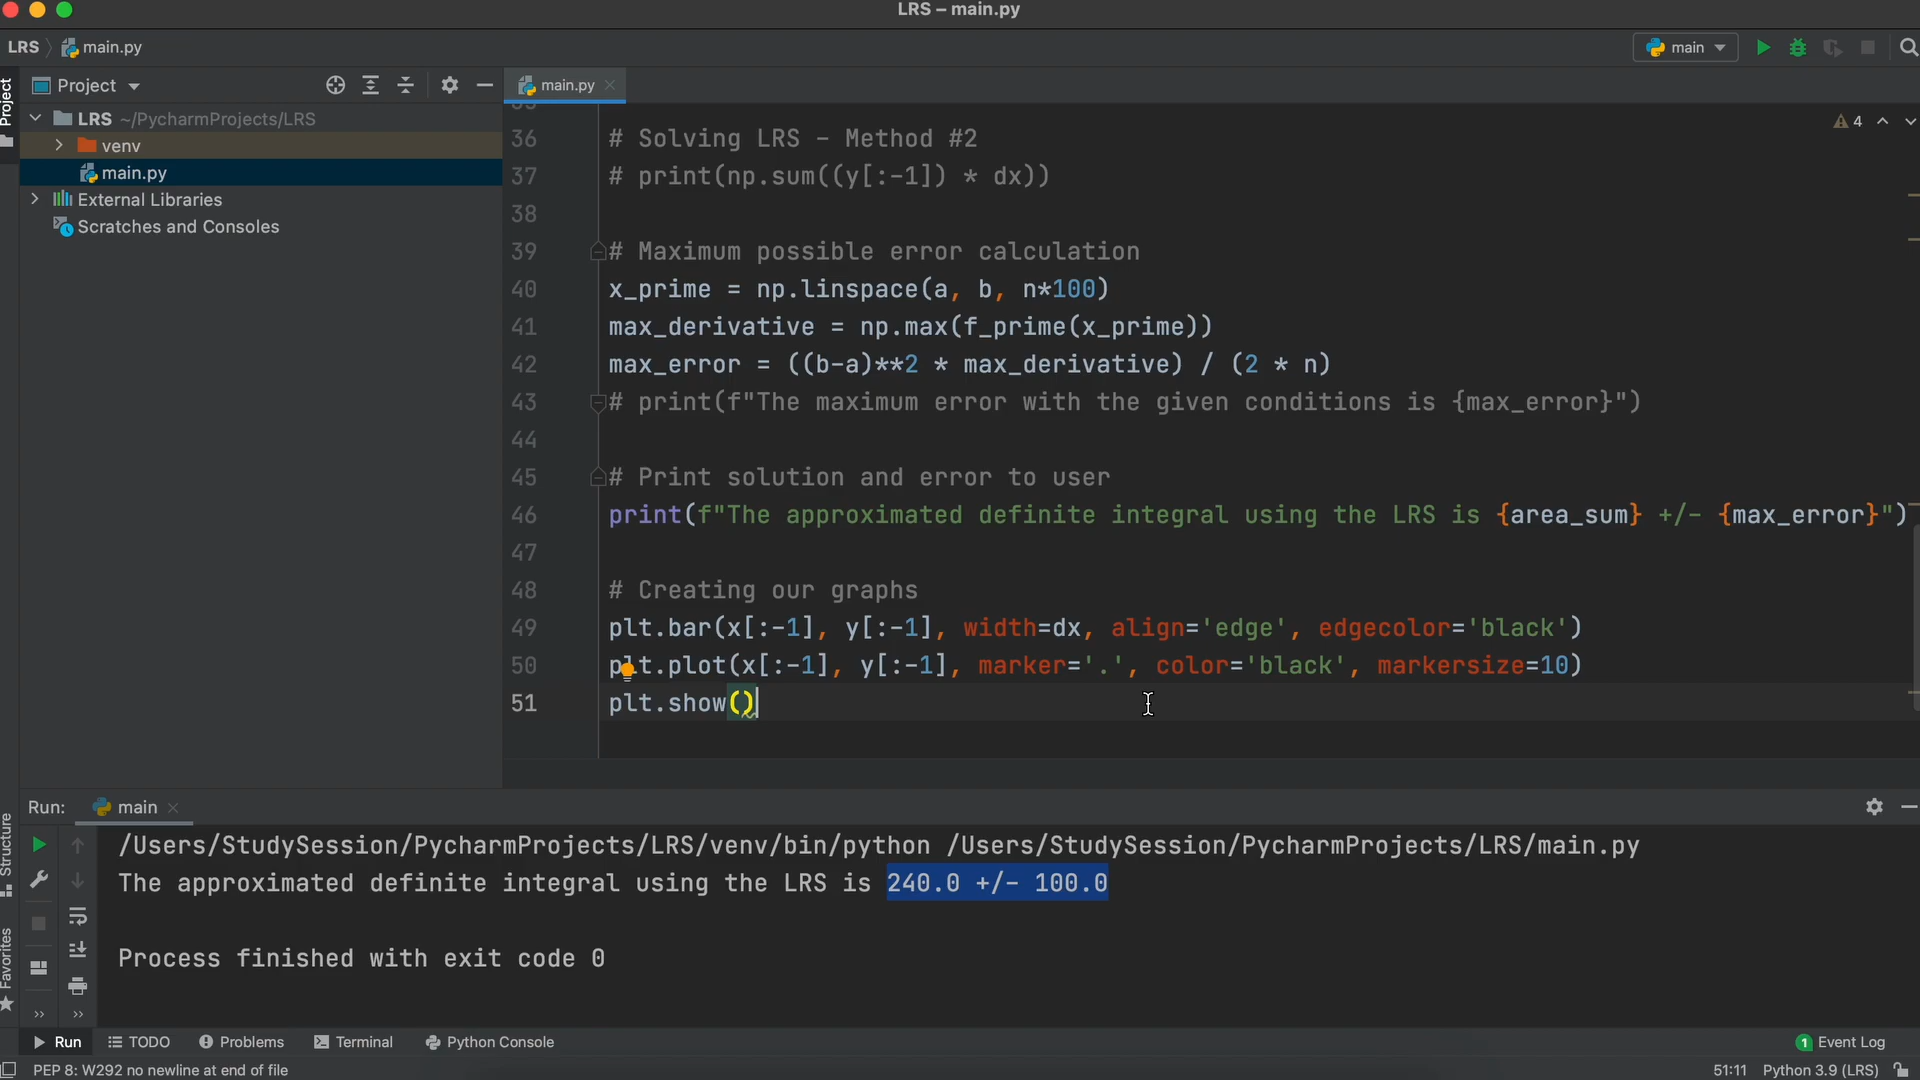 LRS – main.py
LRS main.py
main
Project
Project
main.py
LRS ~/PycharmProjects/LRS
venv
main.py
External Libraries
Scratches and Consoles
4
36 # Solving LRS - Method #2
37 # print(np.sum((y[:-1]) * dx))
38
39 # Maximum possible error calculation
40 x_prime = np.linspace(a, b, n*100)
41 max_derivative = np.max(f_prime(x_prime))
42 max_error = ((b-a)**2 * max_derivative) / (2 * n)
43 # print(f"The maximum error with the given conditions is {max_error}")
44
45 # Print solution and error to user
46 print(f"The approximated definite integral using the LRS is {area_sum} +/- {max_error}")
47
48 # Creating our graphs
49 plt.bar(x[:-1], y[:-1], width=dx, align='edge', edgecolor='black')
50 plt.plot(x[:-1], y[:-1], marker='.', color='black', markersize=10)
51 plt.show()
Run: main
/Users/StudySession/PycharmProjects/LRS/venv/bin/python /Users/StudySession/PycharmProjects/LRS/main.py
The approximated definite integral using the LRS is 240.0 +/- 100.0
Process finished with exit code 0
Structure
Favorites
Run TODO Problems Terminal Python Console
1 Event Log
PEP 8: W292 no newline at end of file
51:11 Python 3.9 (LRS)